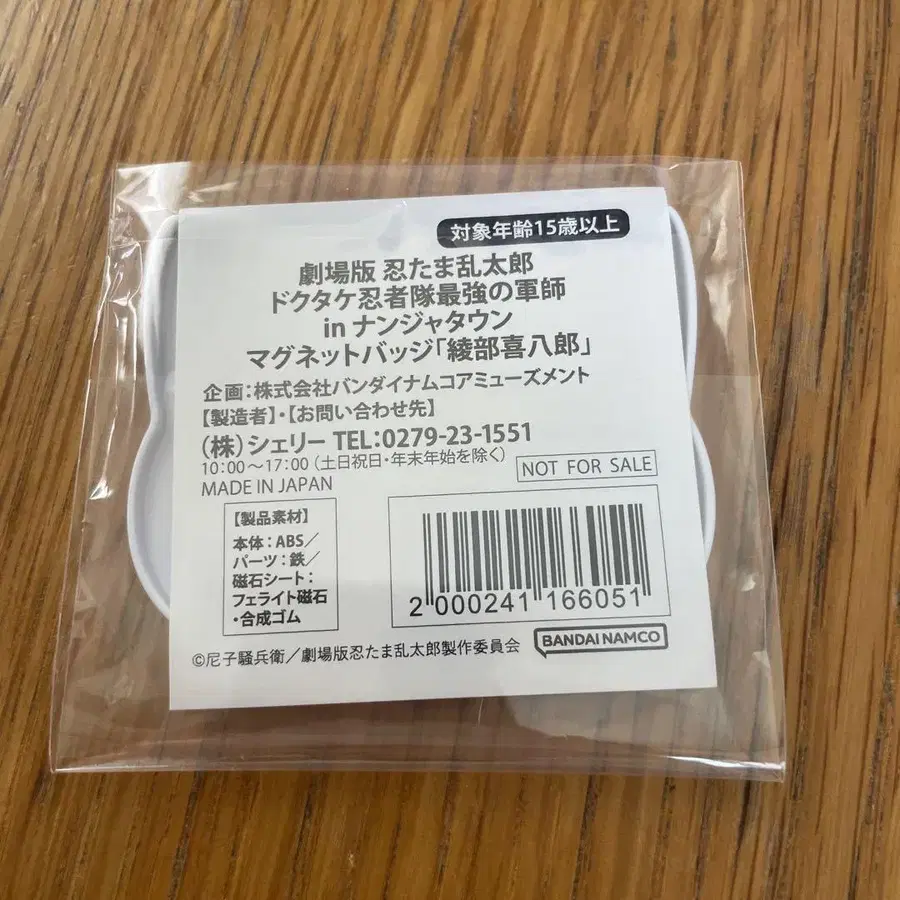 対象年齢15歳以上
劇場版 忍たま乱太郎
ドクタケ忍者隊最強の軍師
in ナンジャタウン
マグネットバッジ「綾部喜八郎」
企画：株式会社バンダイナムコアミューズメント
【製造者】・【お問い合わせ先】
（株）シェリー TEL：0279-23-1551
10：00～17：00（土日祝日・年末年始を除く）
NOT FOR SALE
MADE IN JAPAN
【製品素材】
本体：ABS／
パーツ：鉄／
磁石シート：
フェライト磁石
・合成ゴム
2 000241 166051
©尼子騒兵衛／劇場版忍たま乱太郎製作委員会
BANDAI NAMCO